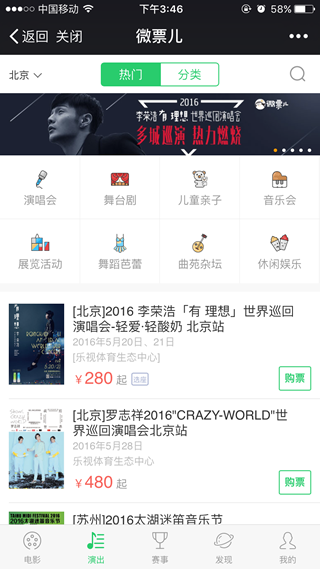 中国移动
下午3:46
58%
返回 关闭
微票儿
北京
热门
分类
2016
李荣浩 有理想 世界巡回演唱会
多城巡演 热力燃烧
微票儿
演唱会
舞台剧
儿童亲子
音乐会
展览活动
舞蹈芭蕾
曲苑杂坛
休闲娱乐
[北京]2016 李荣浩「有 理想」世界巡回
演唱会-轻爱·轻酸奶 北京站
2016年5月20日、21日
[乐视体育生态中心]
¥280起
选座
购票
[北京]罗志祥2016"CRAZY-WORLD"世
界巡回演唱会北京站
2016年5月28日
[乐视体育生态中心]
¥480起
购票
[苏州]2016太湖迷笛音乐节
电影
演出
赛事
发现
我的